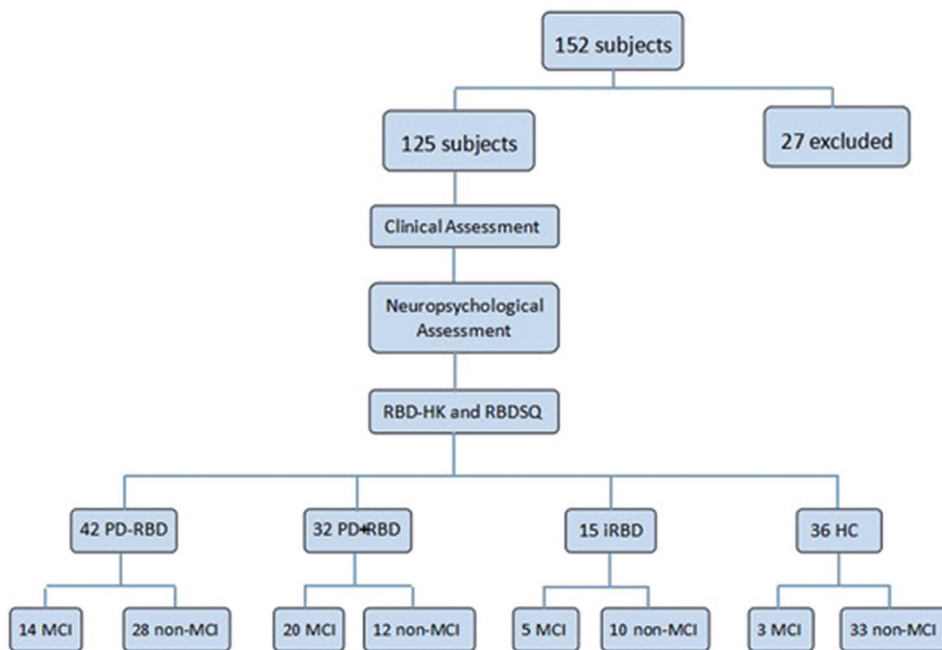 152 subjects
125 subjects
27 excluded
Clinical Assessment
Neuropsychological
Assessment
RBD-HK and RBDSQ
42 PD-RBD
32 PD+RBD
15 iRBD
36 HC
14 MCI
28 non-MCI
20 MCI
12 non-MCI
5 MCI
10 non-MCI
3 MCI
33 non-MCI